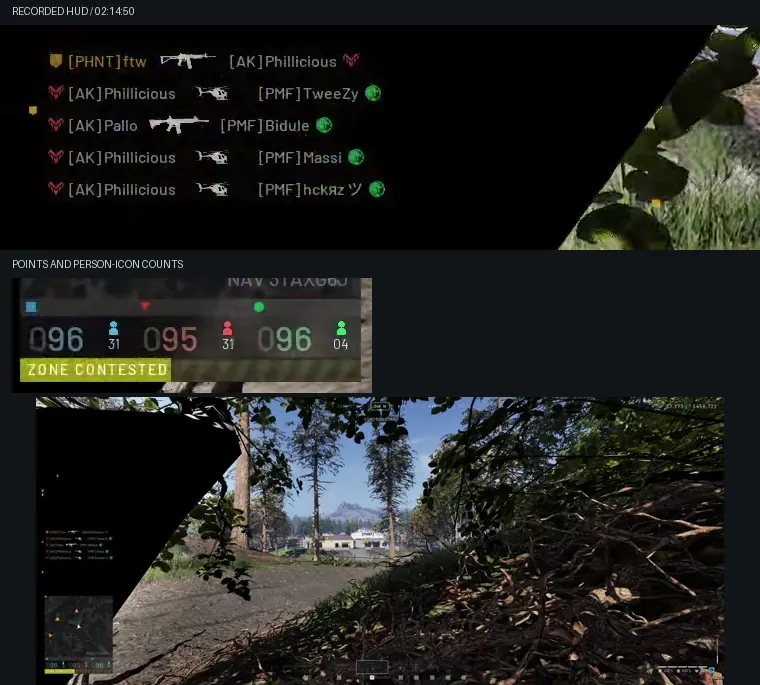 RECORDED HUD / 02:14:50
[PHNT]ftw [AK]Phillicious
[AK]Phillicious [PMF]TweeZy
[AK]Pallo [PMF]Bidule
[AK]Phillicious [PMF]Massi
[AK]Phillicious [PMF]hckяz ツ
POINTS AND PERSON-ICON COUNTS
096 31 095 31 096 04
ZONE CONTESTED